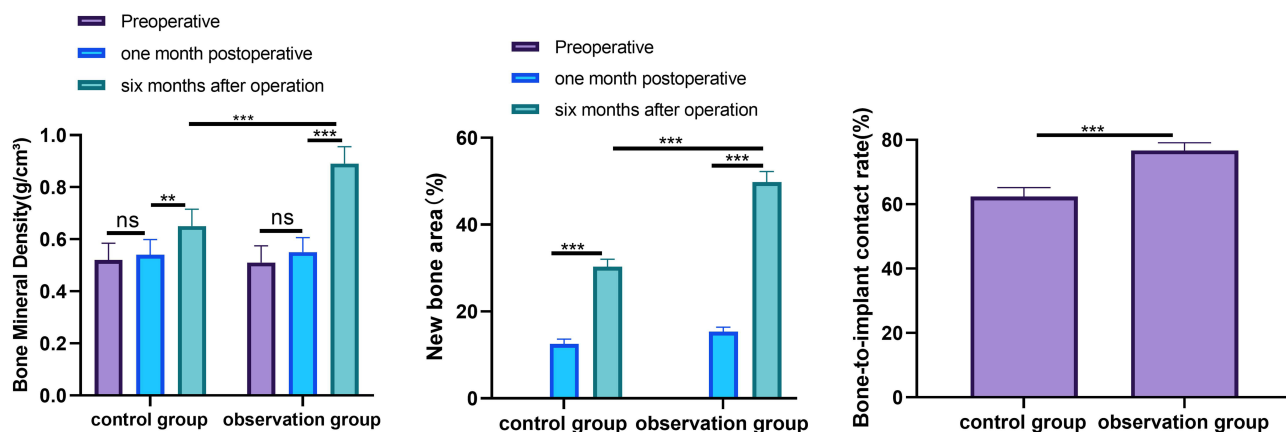 Preoperative
one month postoperative
six months after operation
Bone Mineral Density(g/cm³)
1.0
0.8
0.6
0.4
0.2
0.0
ns
**
***
ns
***
control group
observation group
Preoperative
one month postoperative
six months after operation
New bone area (%)
60
40
20
0
***
***
***
control group
observation group
Bone-to-implant contact rate(%)
80
60
40
20
0
***
control group
observation group